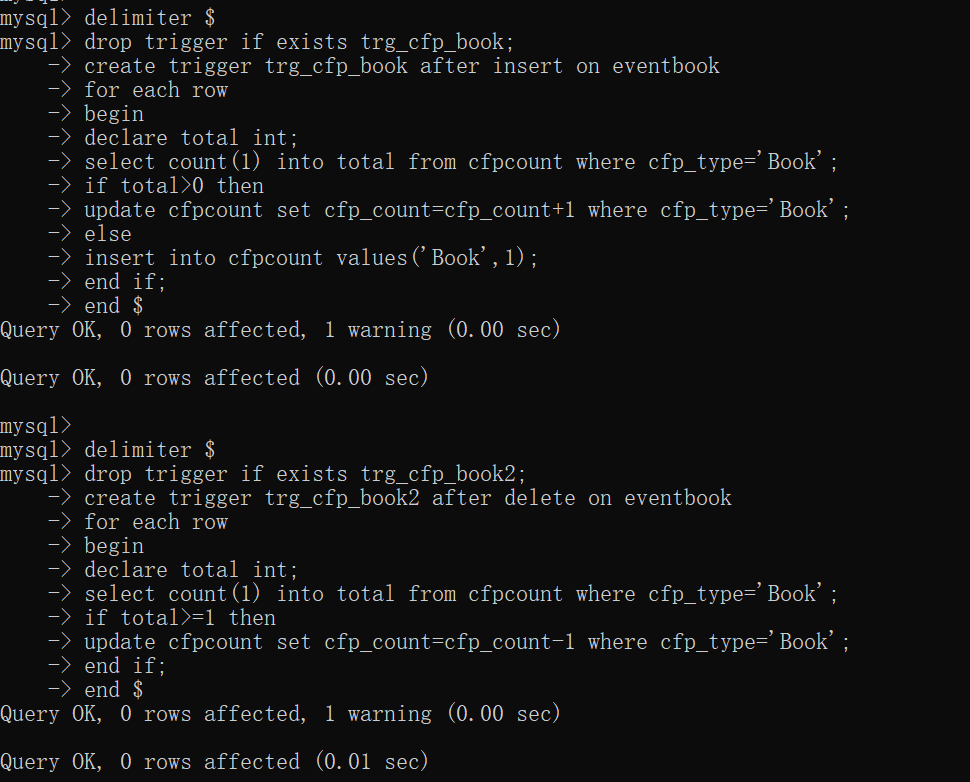 mysql> delimiter $
mysql> drop trigger if exists trg_cfp_book;
    -> create trigger trg_cfp_book after insert on eventbook
    -> for each row
    -> begin
    -> declare total int;
    -> select count(1) into total from cfpcount where cfp_type='Book';
    -> if total>0 then
    -> update cfpcount set cfp_count=cfp_count+1 where cfp_type='Book';
    -> else
    -> insert into cfpcount values('Book',1);
    -> end if;
    -> end $
Query OK, 0 rows affected, 1 warning (0.00 sec)

Query OK, 0 rows affected (0.00 sec)

mysql>
mysql> delimiter $
mysql> drop trigger if exists trg_cfp_book2;
    -> create trigger trg_cfp_book2 after delete on eventbook
    -> for each row
    -> begin
    -> declare total int;
    -> select count(1) into total from cfpcount where cfp_type='Book';
    -> if total>=1 then
    -> update cfpcount set cfp_count=cfp_count-1 where cfp_type='Book';
    -> end if;
    -> end $
Query OK, 0 rows affected, 1 warning (0.00 sec)

Query OK, 0 rows affected (0.01 sec)